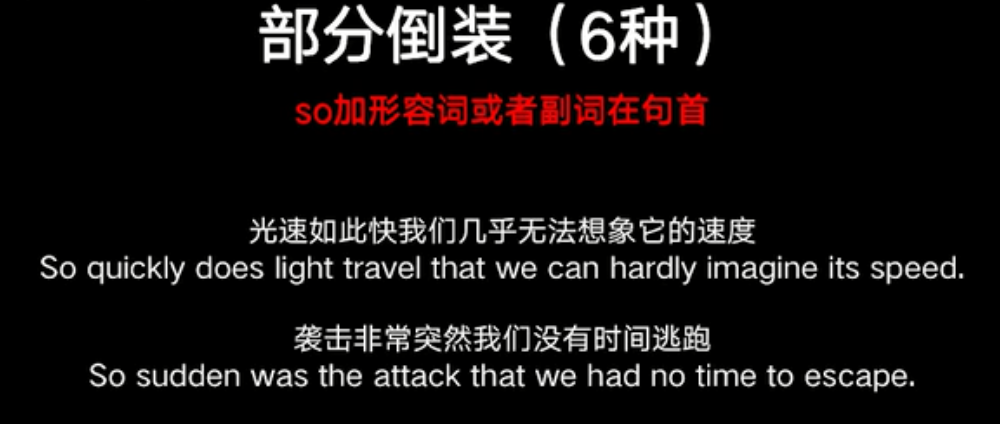 部分倒装（6种）
so加形容词或者副词在句首
光速如此快我们几乎无法想象它的速度
So quickly does light travel that we can hardly imagine its speed.
袭击非常突然我们没有时间逃跑
So sudden was the attack that we had no time to escape.